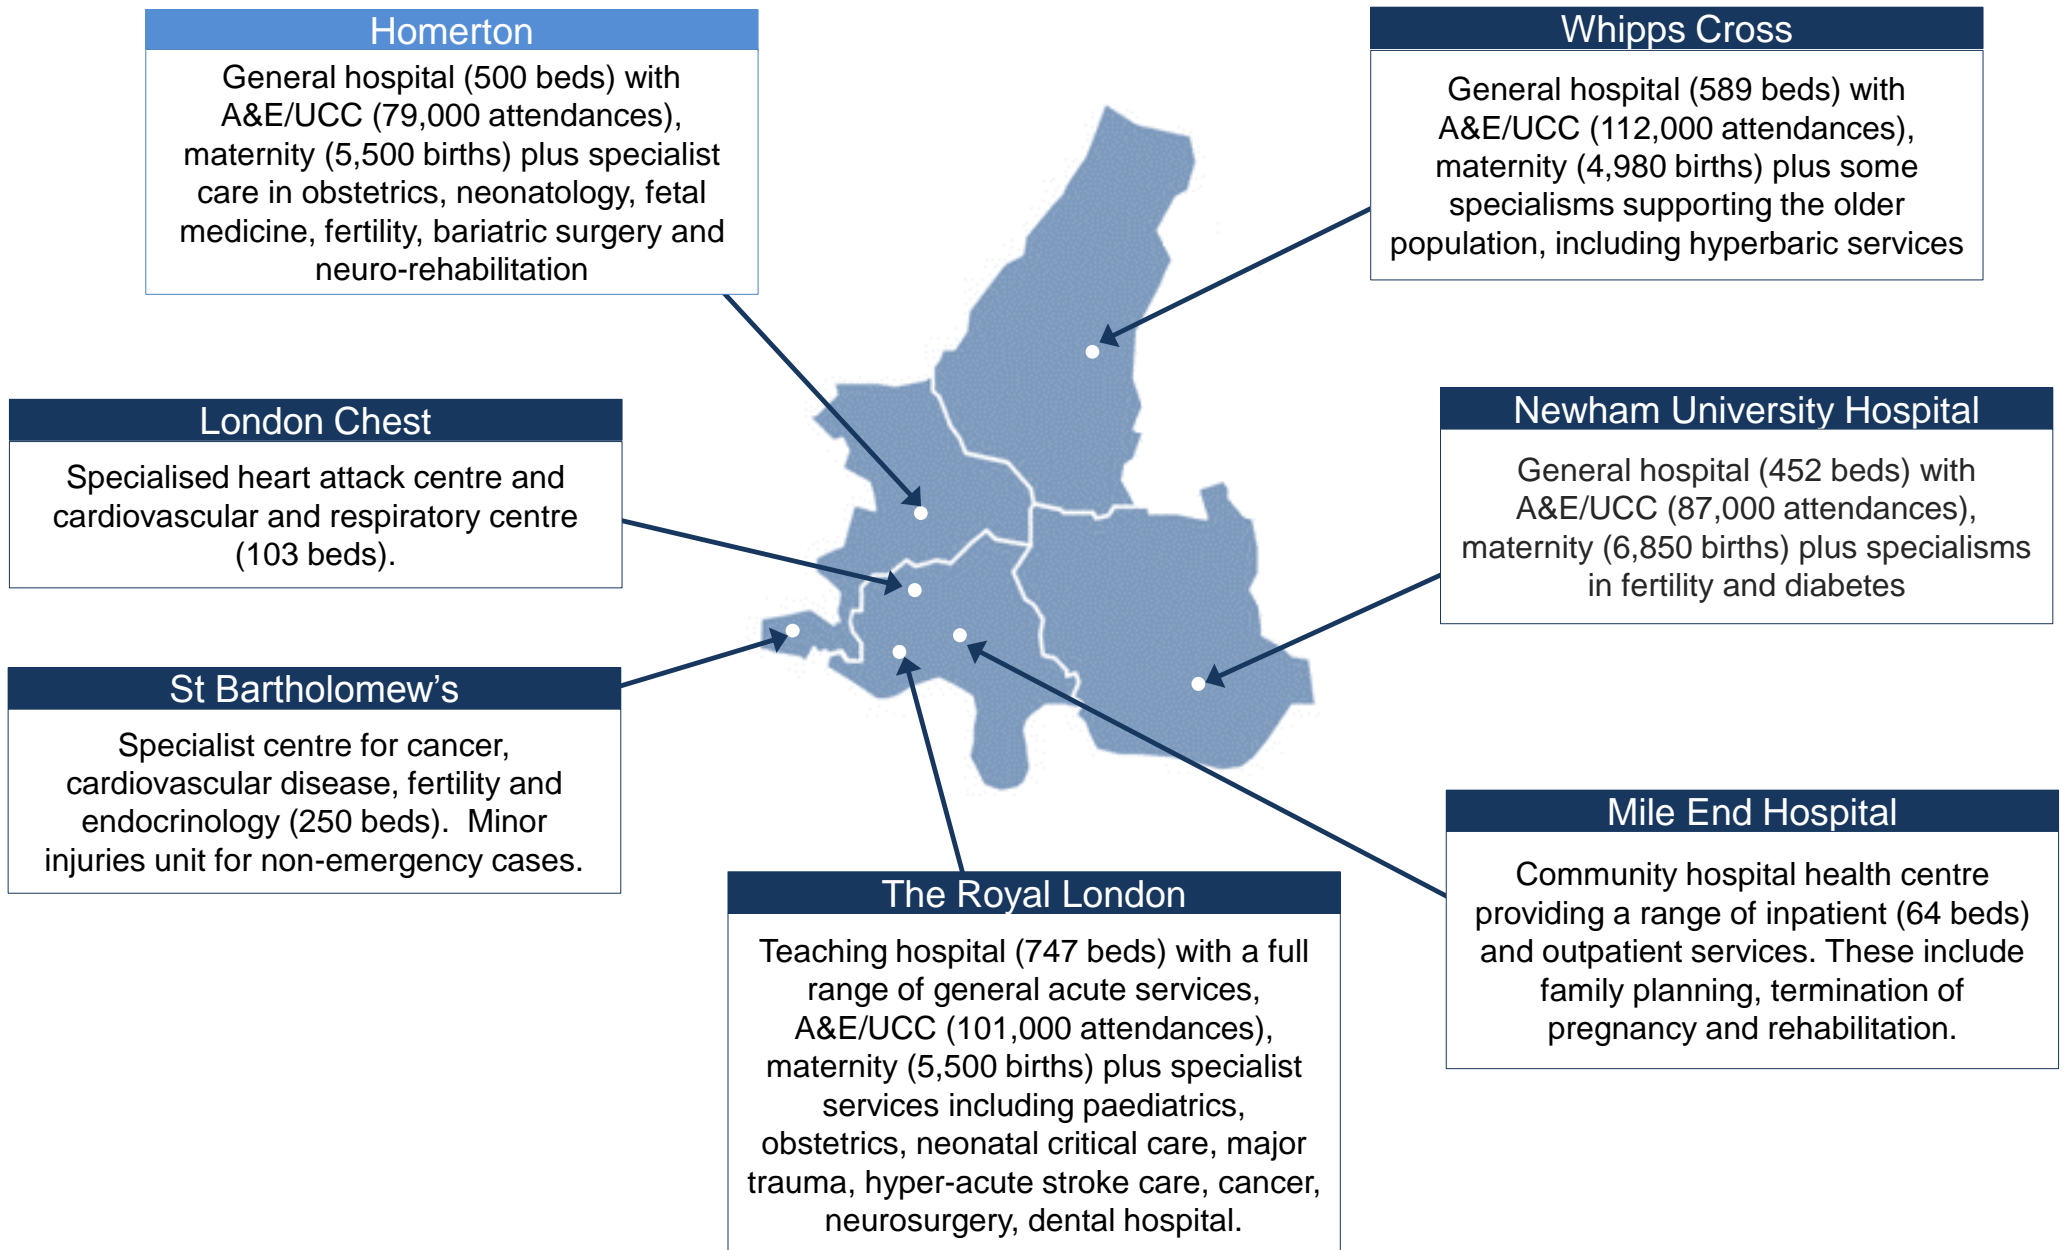 Homerton
General hospital (500 beds) with
A&E/UCC (79,000 attendances),
maternity (5,500 births) plus specialist
care in obstetrics, neonatology, fetal
medicine, fertility, bariatric surgery and
neuro-rehabilitation
Whipps Cross
General hospital (589 beds) with
A&E/UCC (112,000 attendances),
maternity (4,980 births) plus some
specialisms supporting the older
population, including hyperbaric services
London Chest
Specialised heart attack centre and
cardiovascular and respiratory centre
(103 beds).
Newham University Hospital
General hospital (452 beds) with
A&E/UCC (87,000 attendances),
maternity (6,850 births) plus specialisms
in fertility and diabetes
St Bartholomew’s
Specialist centre for cancer,
cardiovascular disease, fertility and
endocrinology (250 beds).  Minor
injuries unit for non-emergency cases.
The Royal London
Teaching hospital (747 beds) with a full
range of general acute services,
A&E/UCC (101,000 attendances),
maternity (5,500 births) plus specialist
services including paediatrics,
obstetrics, neonatal critical care, major
trauma, hyper-acute stroke care, cancer,
neurosurgery, dental hospital.
Mile End Hospital
Community hospital health centre
providing a range of inpatient (64 beds)
and outpatient services. These include
family planning, termination of
pregnancy and rehabilitation.